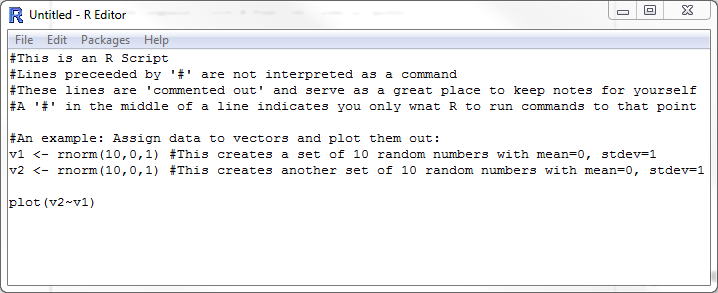 R Untitled - R Editor
File Edit Packages Help
#This is an R Script
#Lines preceeded by '#' are not interpreted as a command
#These lines are 'commented out' and serve as a great place to keep notes for yourself
#A '#' in the middle of a line indicates you only wnat R to run commands to that point
#An example: Assign data to vectors and plot them out:
v1 <- rnorm(10,0,1) #This creates a set of 10 random numbers with mean=0, stdev=1
v2 <- rnorm(10,0,1) #This creates another set of 10 random numbers with mean=0, stdev=1
plot(v2~v1)